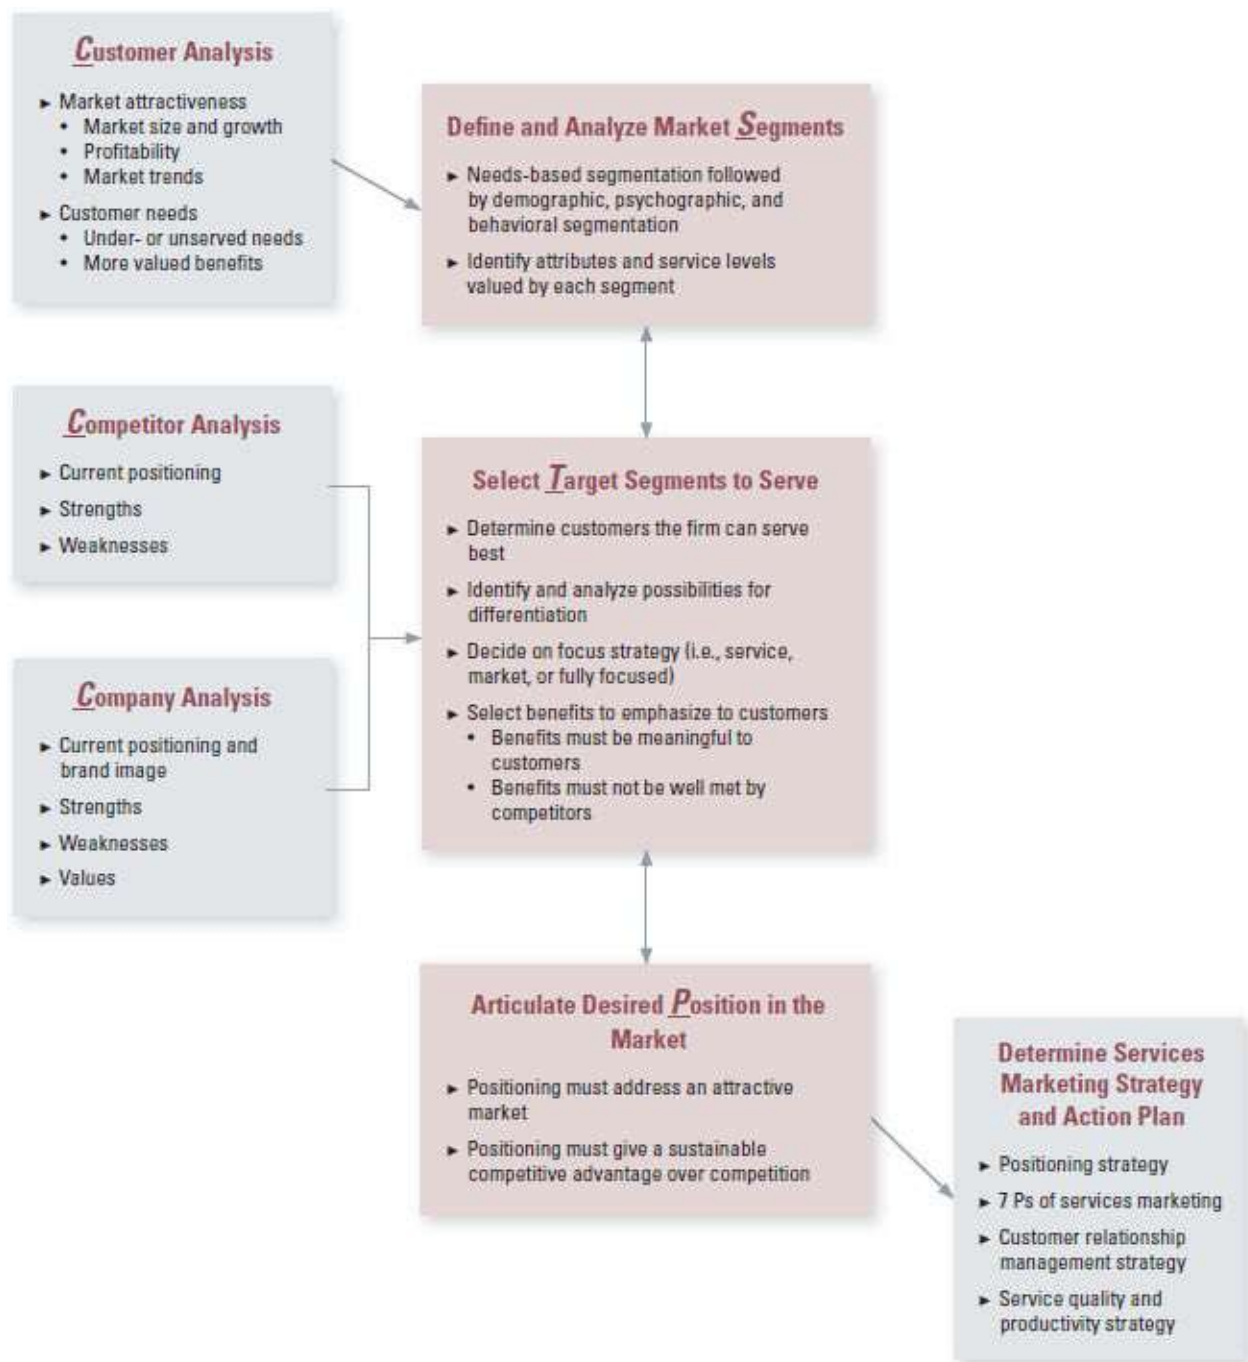 Customer Analysis
► Market attractiveness
• Market size and growth
• Profitability
• Market trends
► Customer needs
• Under- or unserved needs
• More valued benefits
Define and Analyze Market Segments
► Needs-based segmentation followed
by demographic, psychographic, and
behavioral segmentation
► Identify attributes and service levels
valued by each segment
Competitor Analysis
► Current positioning
► Strengths
► Weaknesses
Company Analysis
► Current positioning and
brand image
► Strengths
► Weaknesses
► Values
Select Target Segments to Serve
► Determine customers the firm can serve
best
► Identify and analyze possibilities for
differentiation
► Decide on focus strategy (i.e., service,
market, or fully focused)
► Select benefits to emphasize to customers
• Benefits must be meaningful to
customers
• Benefits must not be well met by
competitors
Articulate Desired Position in the
Market
► Positioning must address an attractive
market
► Positioning must give a sustainable
competitive advantage over competition
Determine Services
Marketing Strategy
and Action Plan
► Positioning strategy
► 7 Ps of services marketing
► Customer relationship
management strategy
► Service quality and
productivity strategy